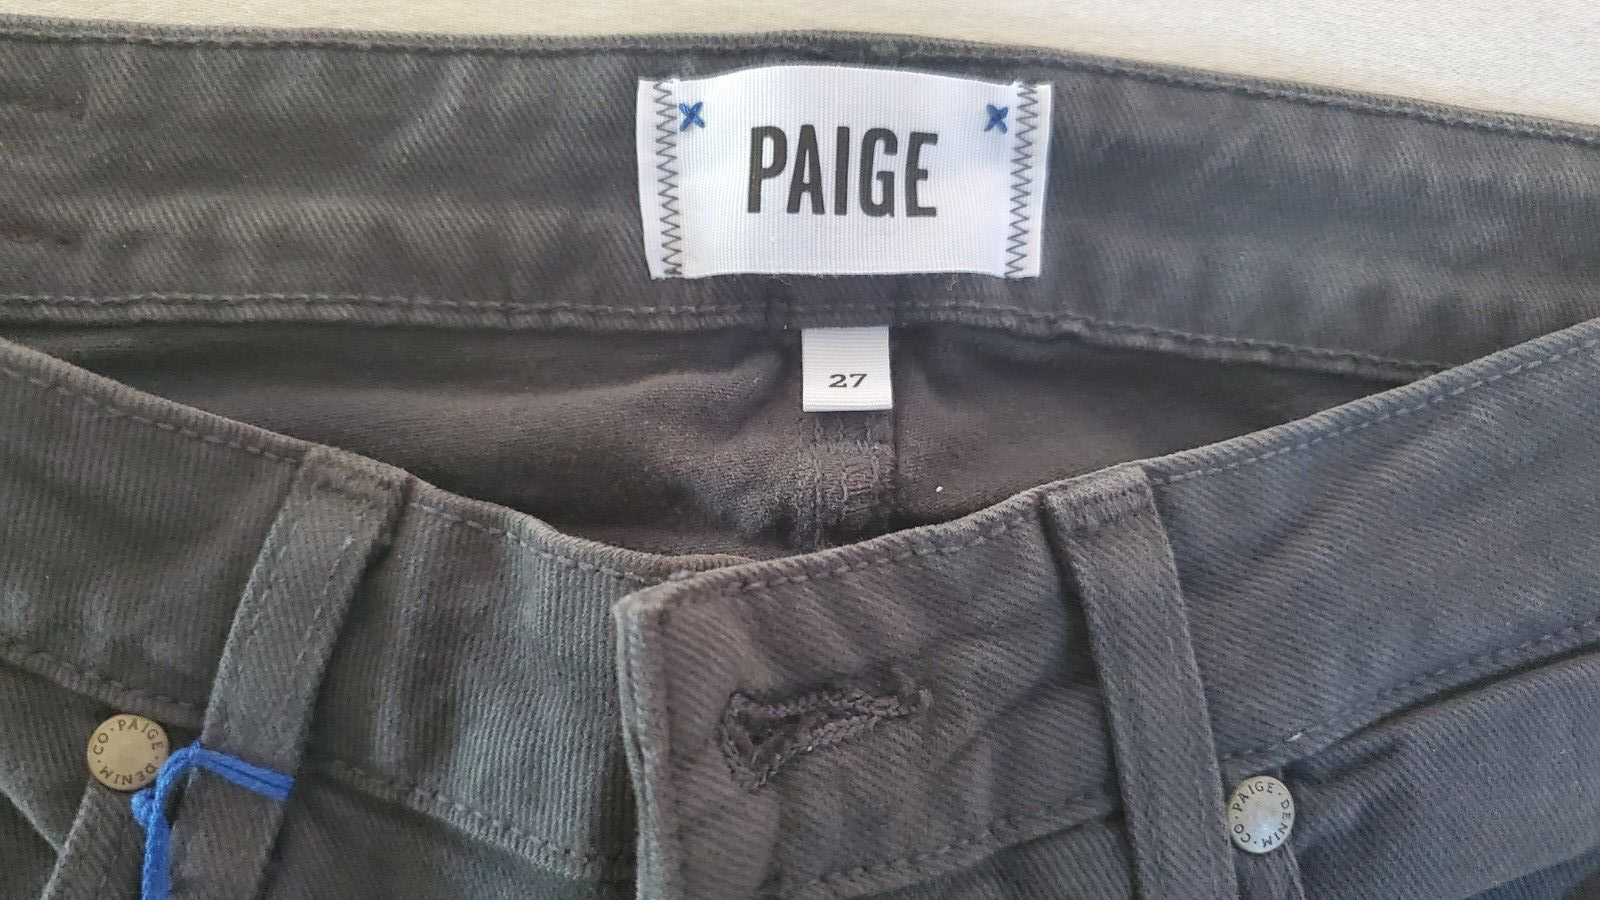 PAIGE
27
PAIGE · DENIM · CO ·
PAIGE · DENIM · CO ·